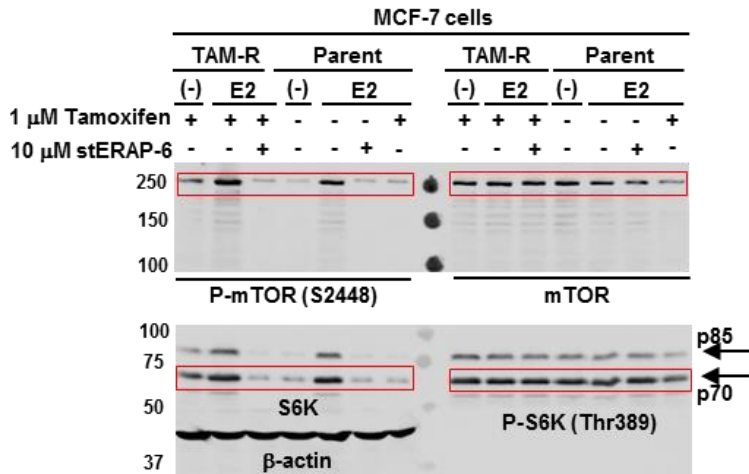 MCF-7 cells
TAM-R Parent TAM-R Parent
(-) E2 (-) E2 (-) E2 (-) E2
1 μM Tamoxifen + + + - - - + + + + - - - +
10 μM stERAP-6 - - + - - + - - - + - - + -
250
150
100
P-mTOR (S2448) mTOR
100 p85
75
p70
50 S6K P-S6K (Thr389)
37 β-actin